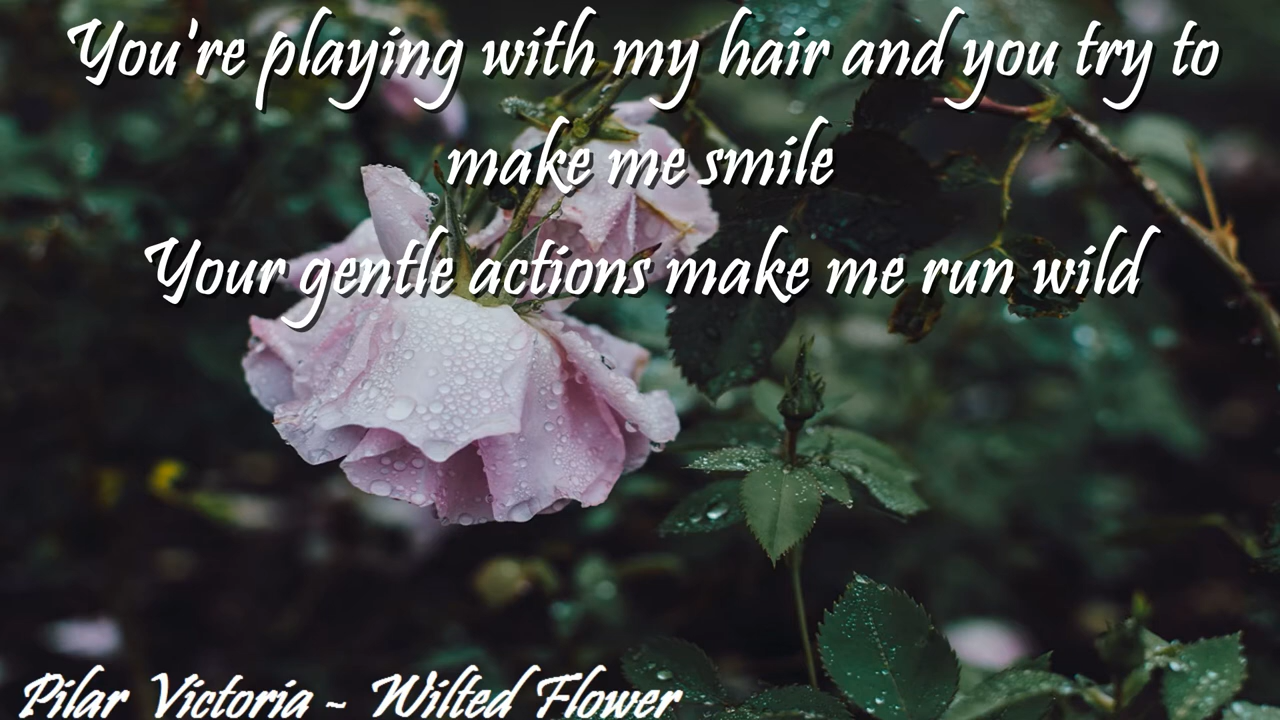 You're playing with my hair and you try to
make me smile
Your gentle actions make me run wild
Pilar Victoria ~ Wilted Flower